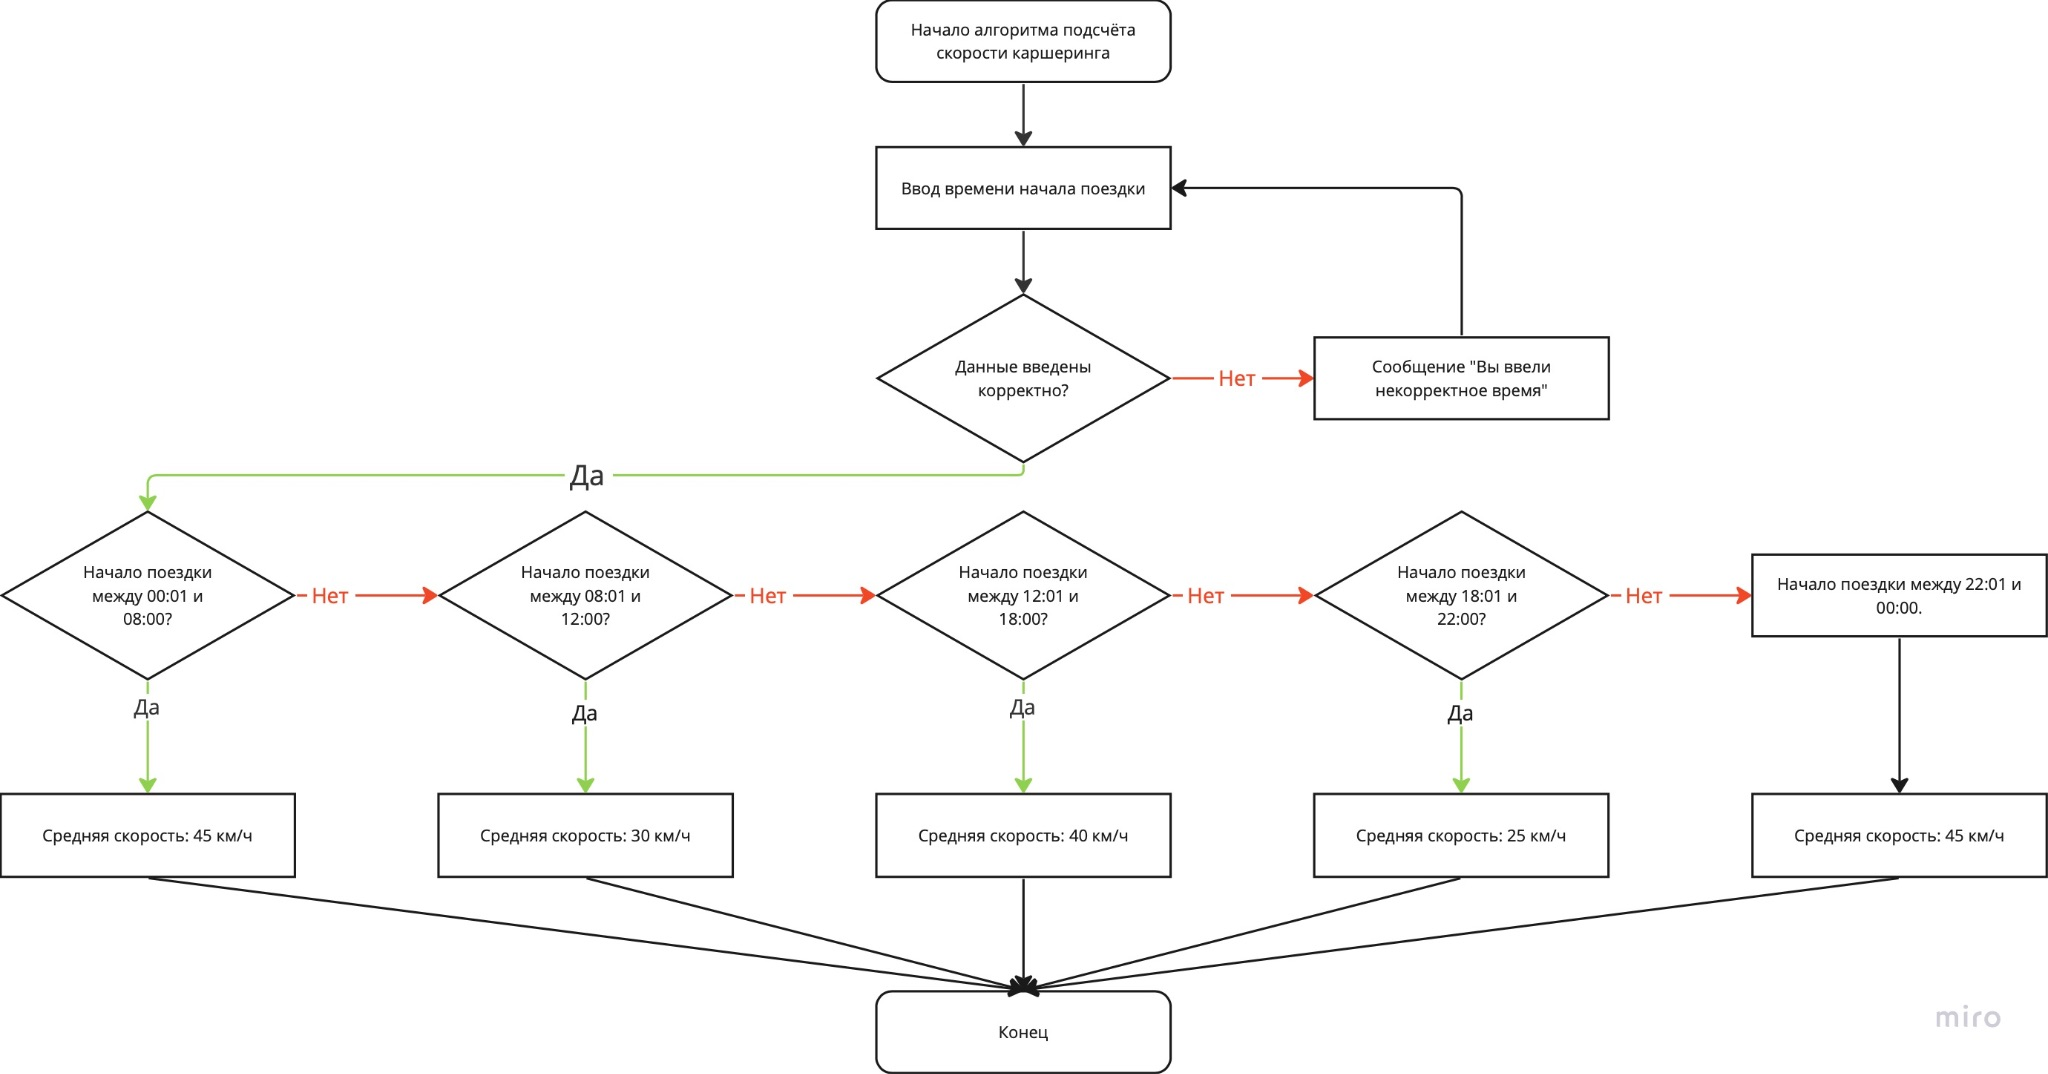 Начало алгоритма подсчёта
скорости каршеринга
Ввод времени начала поездки
Данные введены
корректно?
Нет
Сообщение "Вы ввели
некорректное время"
Да
Начало поездки
между 00:01 и
08:00?
Нет
Начало поездки
между 08:01 и
12:00?
Нет
Начало поездки
между 12:01 и
18:00?
Нет
Начало поездки
между 18:01 и
22:00?
Нет
Начало поездки между 22:01 и
00:00.
Да
Да
Да
Да
Средняя скорость: 45 км/ч
Средняя скорость: 30 км/ч
Средняя скорость: 40 км/ч
Средняя скорость: 25 км/ч
Средняя скорость: 45 км/ч
Конец
miro